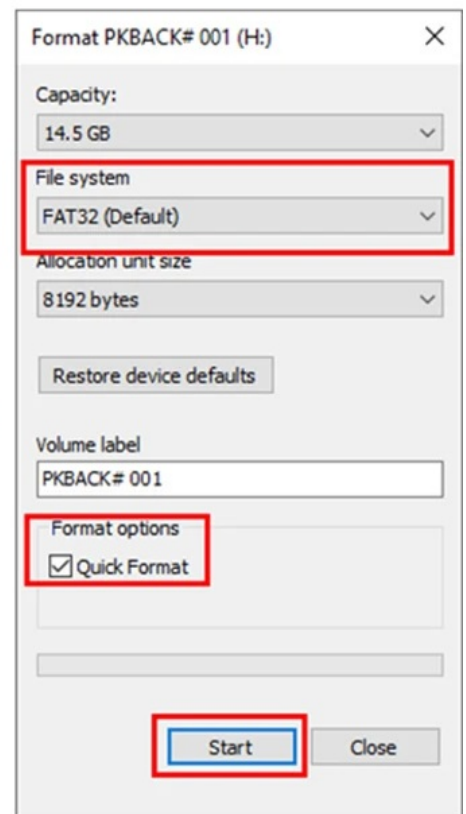 Format PKBACK# 001 (H:)
Capacity:
14.5 GB
File system
FAT32 (Default)
Allocation unit size
8192 bytes
Restore device defaults
Volume label
PKBACK# 001
Format options
Quick Format
Start
Close